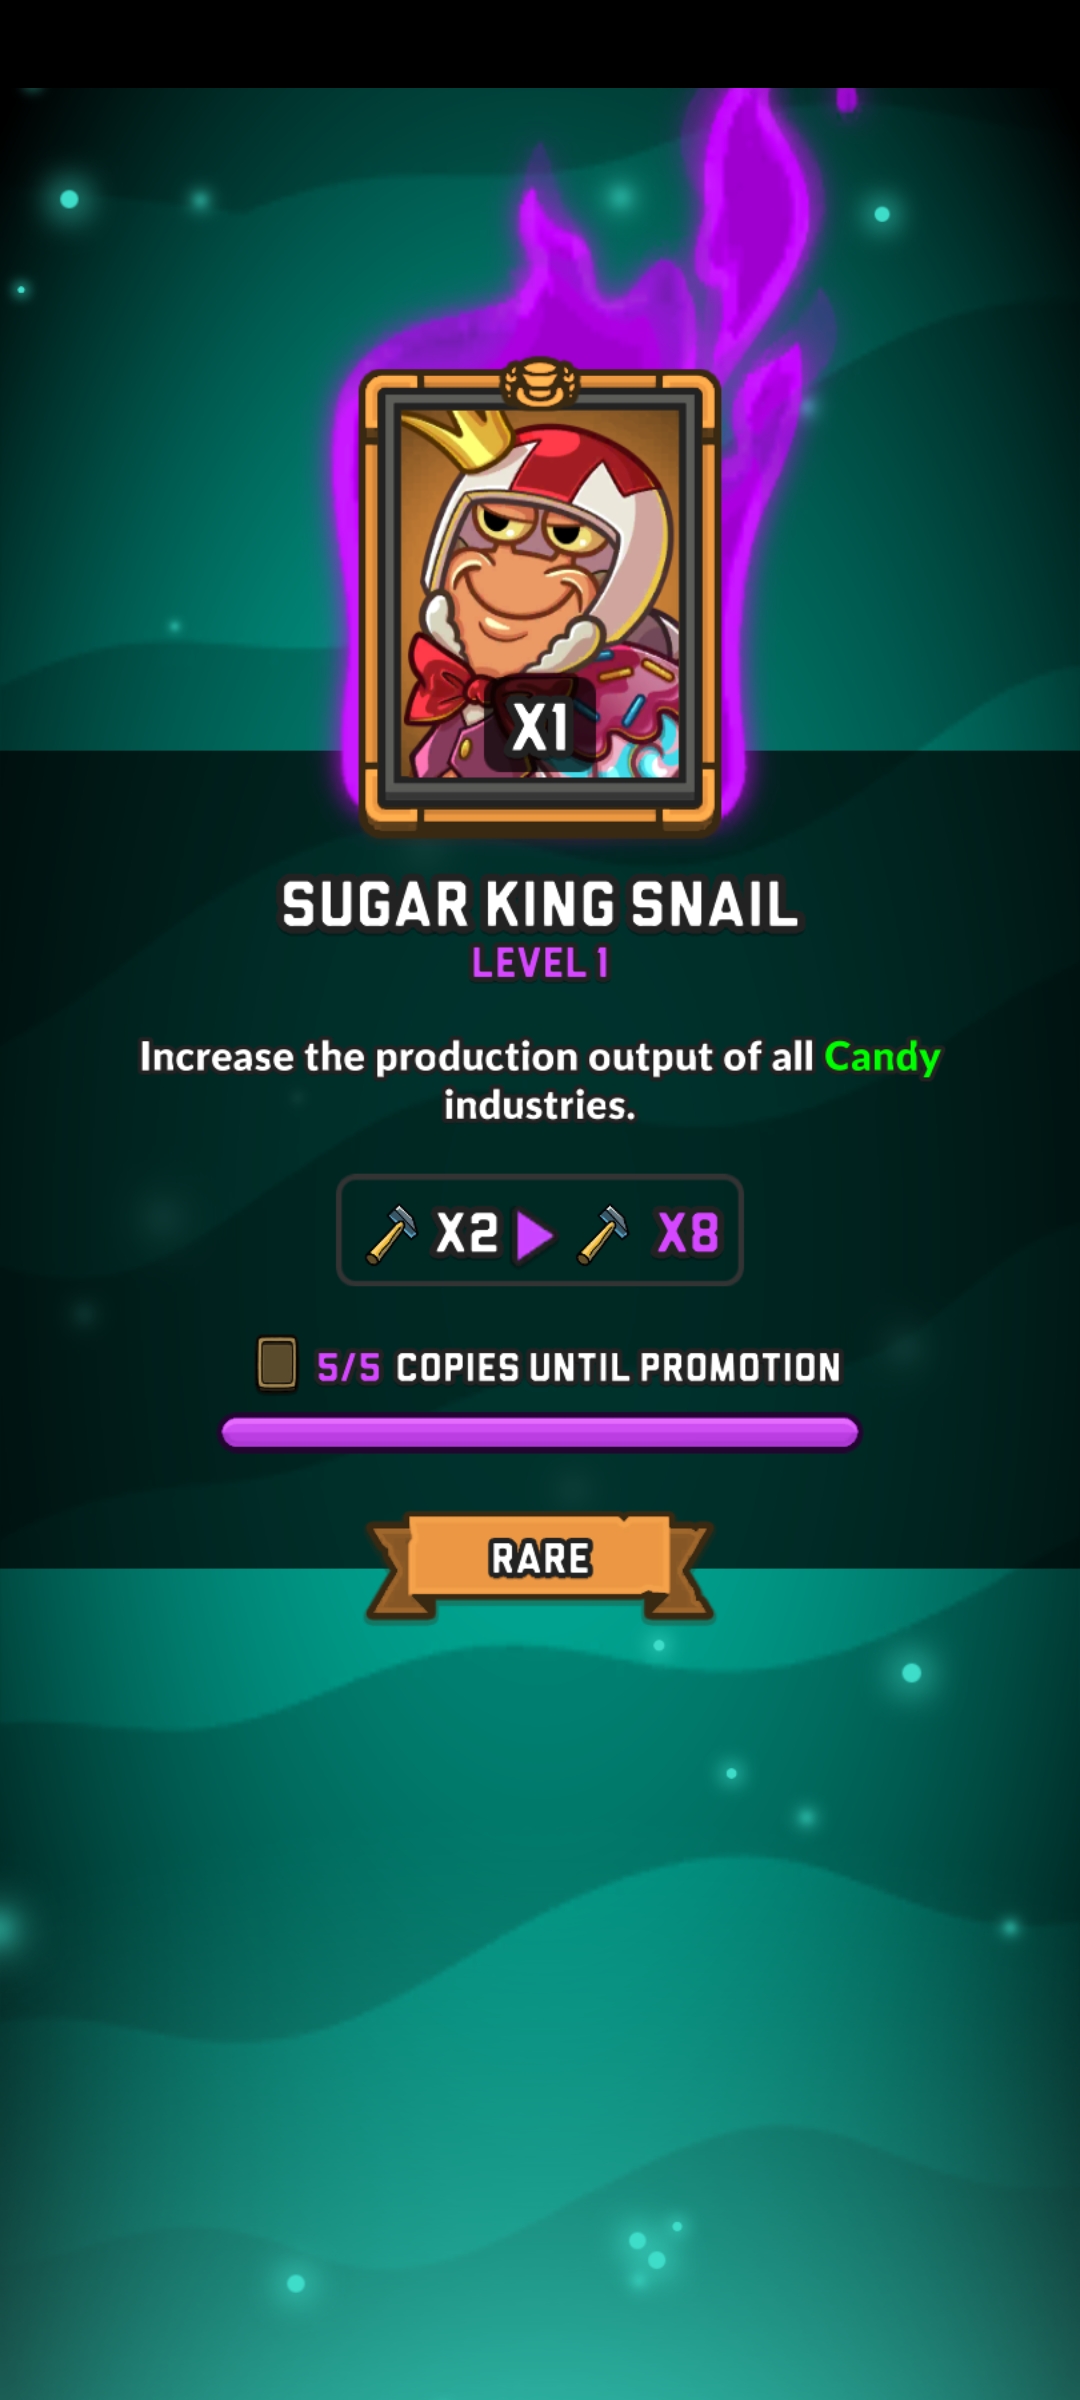 X1
SUGAR KING SNAIL
LEVEL 1
Increase the production output of all Candy
industries.
X2 X8
5/5 COPIES UNTIL PROMOTION
RARE